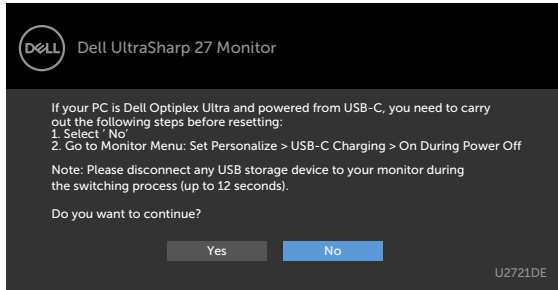 DELL Dell UltraSharp 27 Monitor
If your PC is Dell Optiplex Ultra and powered from USB-C, you need to carry
out the following steps before resetting:
1. Select ‘ No’
2. Go to Monitor Menu: Set Personalize > USB-C Charging > On During Power Off
Note: Please disconnect any USB storage device to your monitor during
the switching process (up to 12 seconds).
Do you want to continue?
Yes No
U2721DE